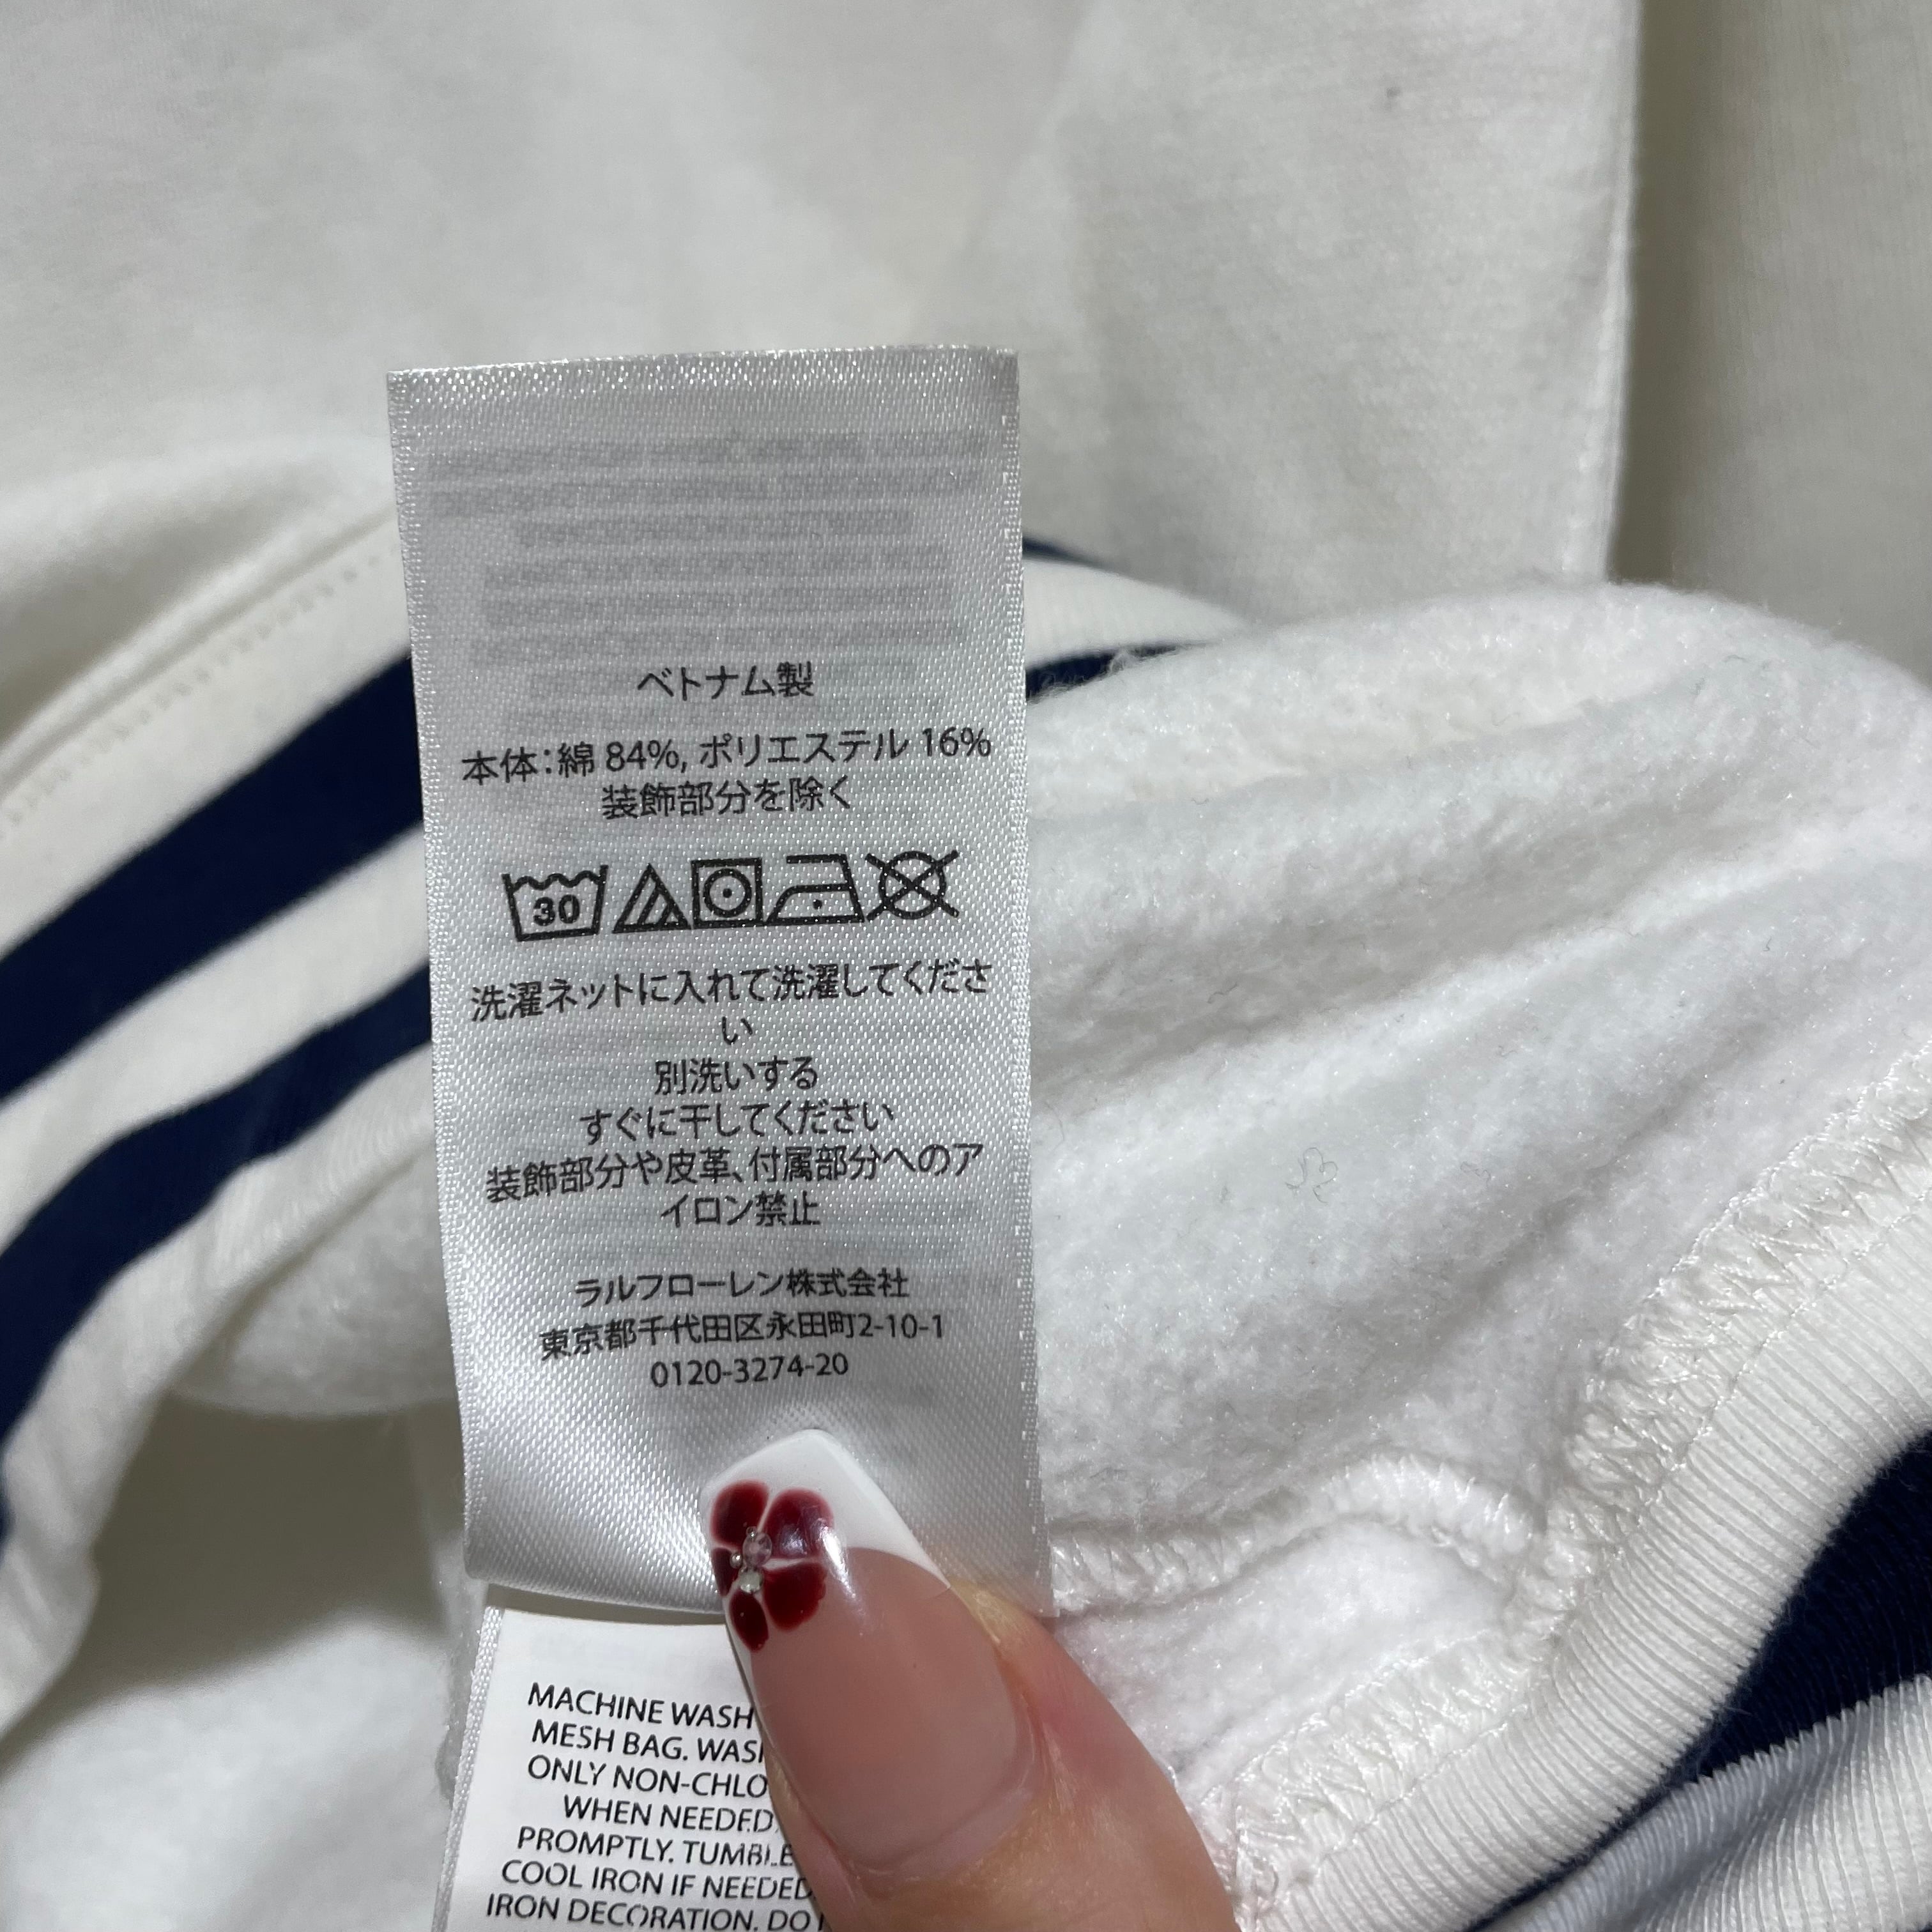 ベトナム製
本体:綿 84%, ポリエステル 16%
装飾部分を除く
30
洗濯ネットに入れて洗濯してくださ
い
別洗いする
すぐに干してください
装飾部分や皮革、付属部分へのア
イロン禁止
ラルフローレン株式会社
東京都千代田区永田町2-10-1
0120-3274-20
MACHINE WASH
MESH BAG. WAS
ONLY NON-CHLO
WHEN NEEDED
PROMPTLY. TUMBLE
COOL IRON IF NEEDED
IRON DECORATION. DO